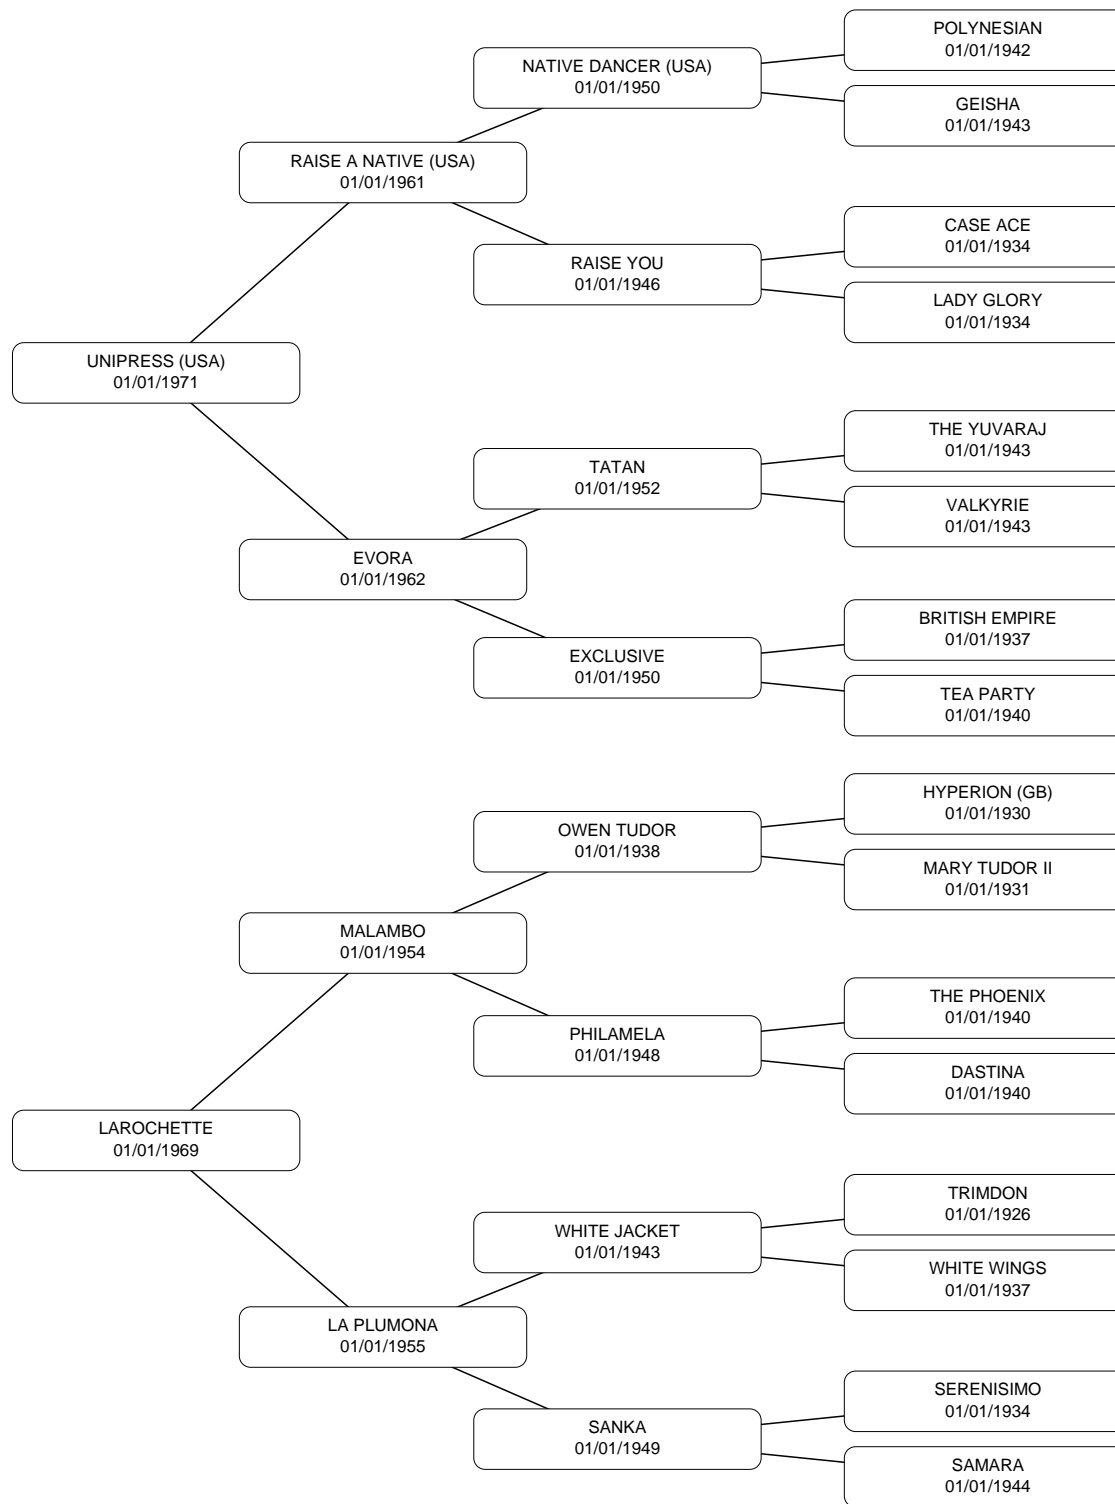 POLYNESIAN
01/01/1942
NATIVE DANCER (USA)
01/01/1950
GEISHA
01/01/1943
RAISE A NATIVE (USA)
01/01/1961
CASE ACE
01/01/1934
RAISE YOU
01/01/1946
LADY GLORY
01/01/1934
UNIPRESS (USA)
01/01/1971
THE YUVARAJ
01/01/1943
TATAN
01/01/1952
VALKYRIE
01/01/1943
EVORA
01/01/1962
BRITISH EMPIRE
01/01/1937
EXCLUSIVE
01/01/1950
TEA PARTY
01/01/1940
HYPERION (GB)
01/01/1930
OWEN TUDOR
01/01/1938
MARY TUDOR II
01/01/1931
MALAMBO
01/01/1954
THE PHOENIX
01/01/1940
PHILAMELA
01/01/1948
DASTINA
01/01/1940
LAROCHETTE
01/01/1969
TRIMDON
01/01/1926
WHITE JACKET
01/01/1943
WHITE WINGS
01/01/1937
LA PLUMONA
01/01/1955
SERENISIMO
01/01/1934
SANKA
01/01/1949
SAMARA
01/01/1944